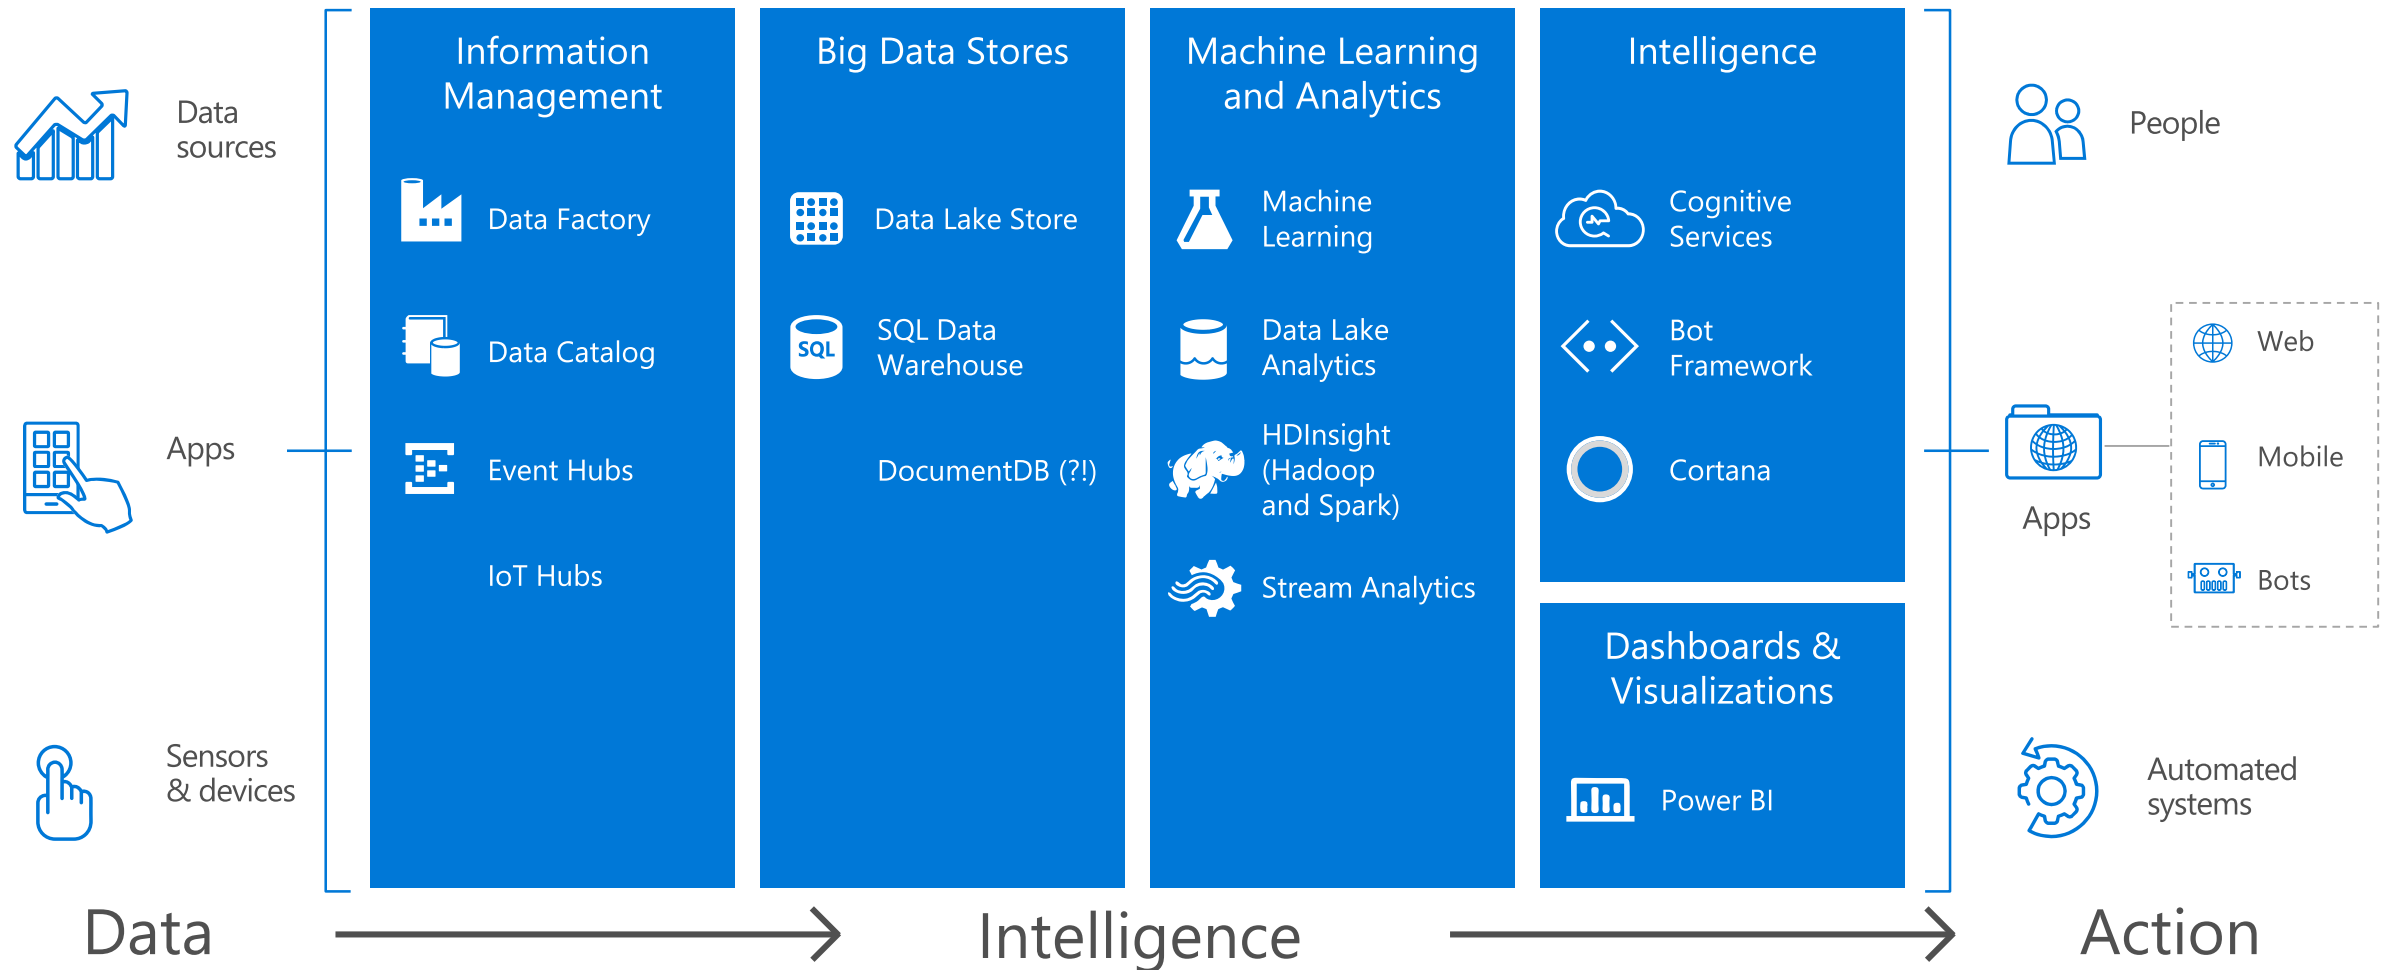 Data
sources
Apps
Sensors
& devices
Information
Management
Data Factory
Data Catalog
Event Hubs
IoT Hubs
Big Data Stores
Data Lake Store
SQL
SQL Data
Warehouse
DocumentDB (?!)
Machine Learning
and Analytics
Machine
Learning
Data Lake
Analytics
HDInsight
(Hadoop
and Spark)
Stream Analytics
Intelligence
Cognitive
Services
Bot
Framework
Cortana
Dashboards &
Visualizations
Power BI
People
Apps
Web
Mobile
Bots
Automated
systems
Data
Intelligence
Action